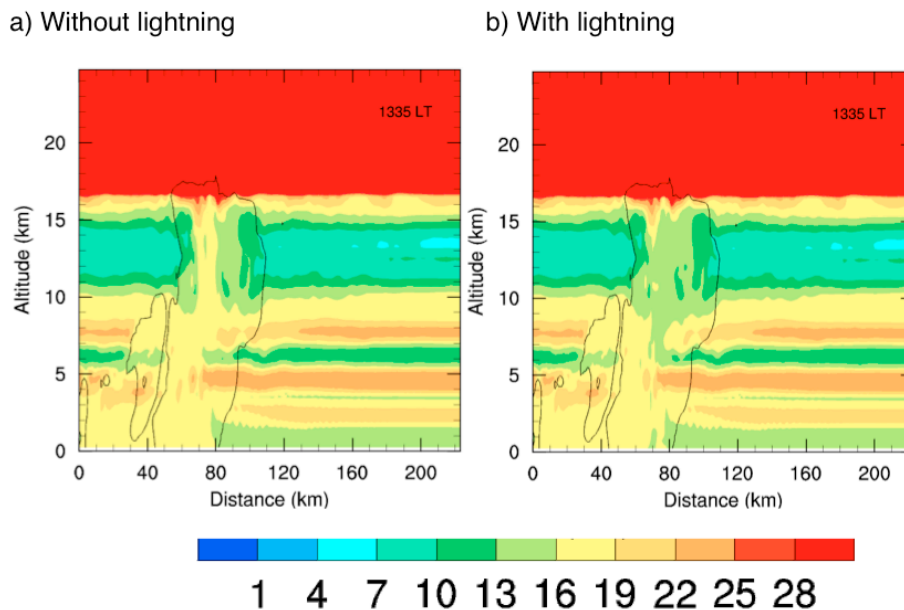 a) Without lightning
b) With lightning
1335 LT
1335 LT
20
20
15
15
10
10
5
5
0
0
Altitude (km)
Altitude (km)
0 40 80 120 160 200
0 40 80 120 160 200
Distance (km)
Distance (km)
1 4 7 10 13 16 19 22 25 28